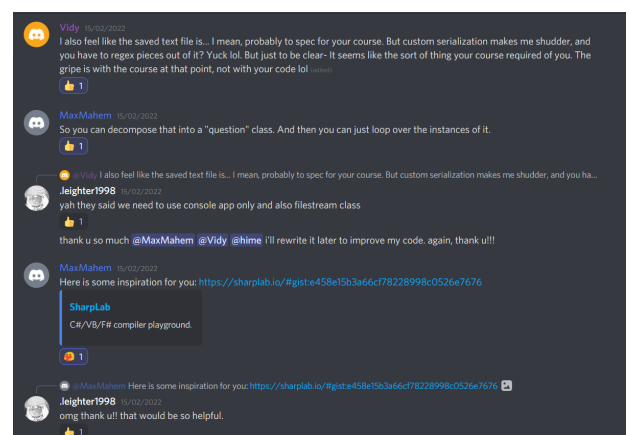 Vidy 15/02/2022
I also feel like the saved text file is... I mean, probably to spec for your course. But custom serialization makes me shudder, and
you have to regex pieces out of it? Yuck lol. But just to be clear- It seems like the sort of thing your course required of you. The
gripe is with the course at that point, not with your code lol (edited)
1
MaxMahem 15/02/2022
So you can decompose that into a "question" class. And then you can just loop over the instances of it.
1
@Vidy I also feel like the saved text file is... I mean, probably to spec for your course. But custom serialization makes me shudder, and you ha...
.leighter1998 15/02/2022
yah they said we need to use console app only and also filestream class
1
thank u so much @MaxMahem @Vidy @hime i'll rewrite it later to improve my code. again, thank u!!!
MaxMahem 15/02/2022
Here is some inspiration for you: https://sharplab.io/#gist:e458e15b3a66cf78228998c0526e7676
SharpLab
C#/VB/F# compiler playground.
1
@MaxMahem Here is some inspiration for you: https://sharplab.io/#gist:e458e15b3a66cf78228998c0526e7676
.leighter1998 15/02/2022
omg thank u!! that would be so helpful.
1